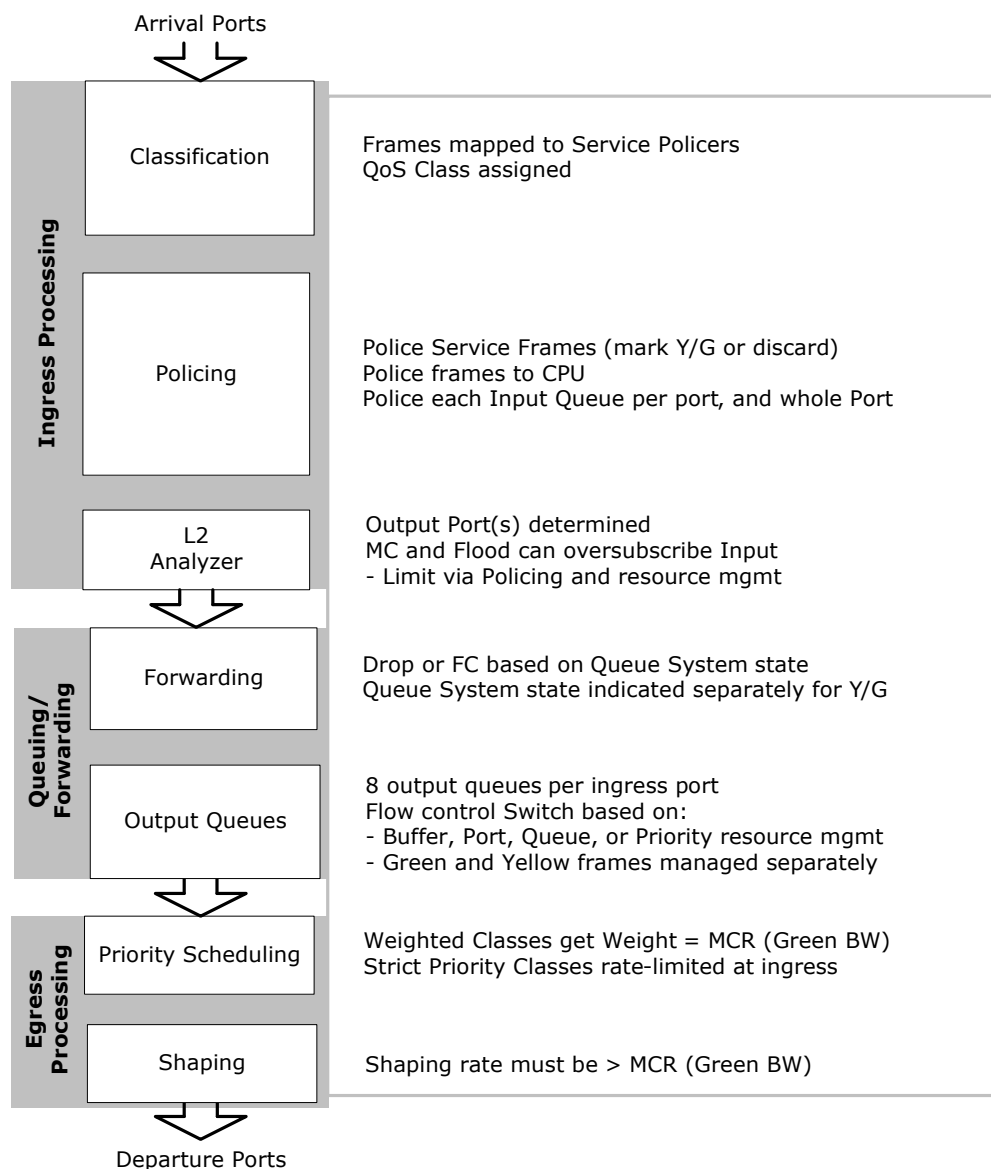 Arrival Ports
Ingress Processing
Classification
Frames mapped to Service Policers
QoS Class assigned
Policing
Police Service Frames (mark Y/G or discard)
Police frames to CPU
Police each Input Queue per port, and whole Port
L2
Analyzer
Output Port(s) determined
MC and Flood can oversubscribe Input
- Limit via Policing and resource mgmt
Queuing/
Forwarding
Forwarding
Drop or FC based on Queue System state
Queue System state indicated separately for Y/G
Output Queues
8 output queues per ingress port
Flow control Switch based on:
- Buffer, Port, Queue, or Priority resource mgmt
- Green and Yellow frames managed separately
Egress
Processing
Priority Scheduling
Weighted Classes get Weight = MCR (Green BW)
Strict Priority Classes rate-limited at ingress
Shaping
Shaping rate must be > MCR (Green BW)
Departure Ports